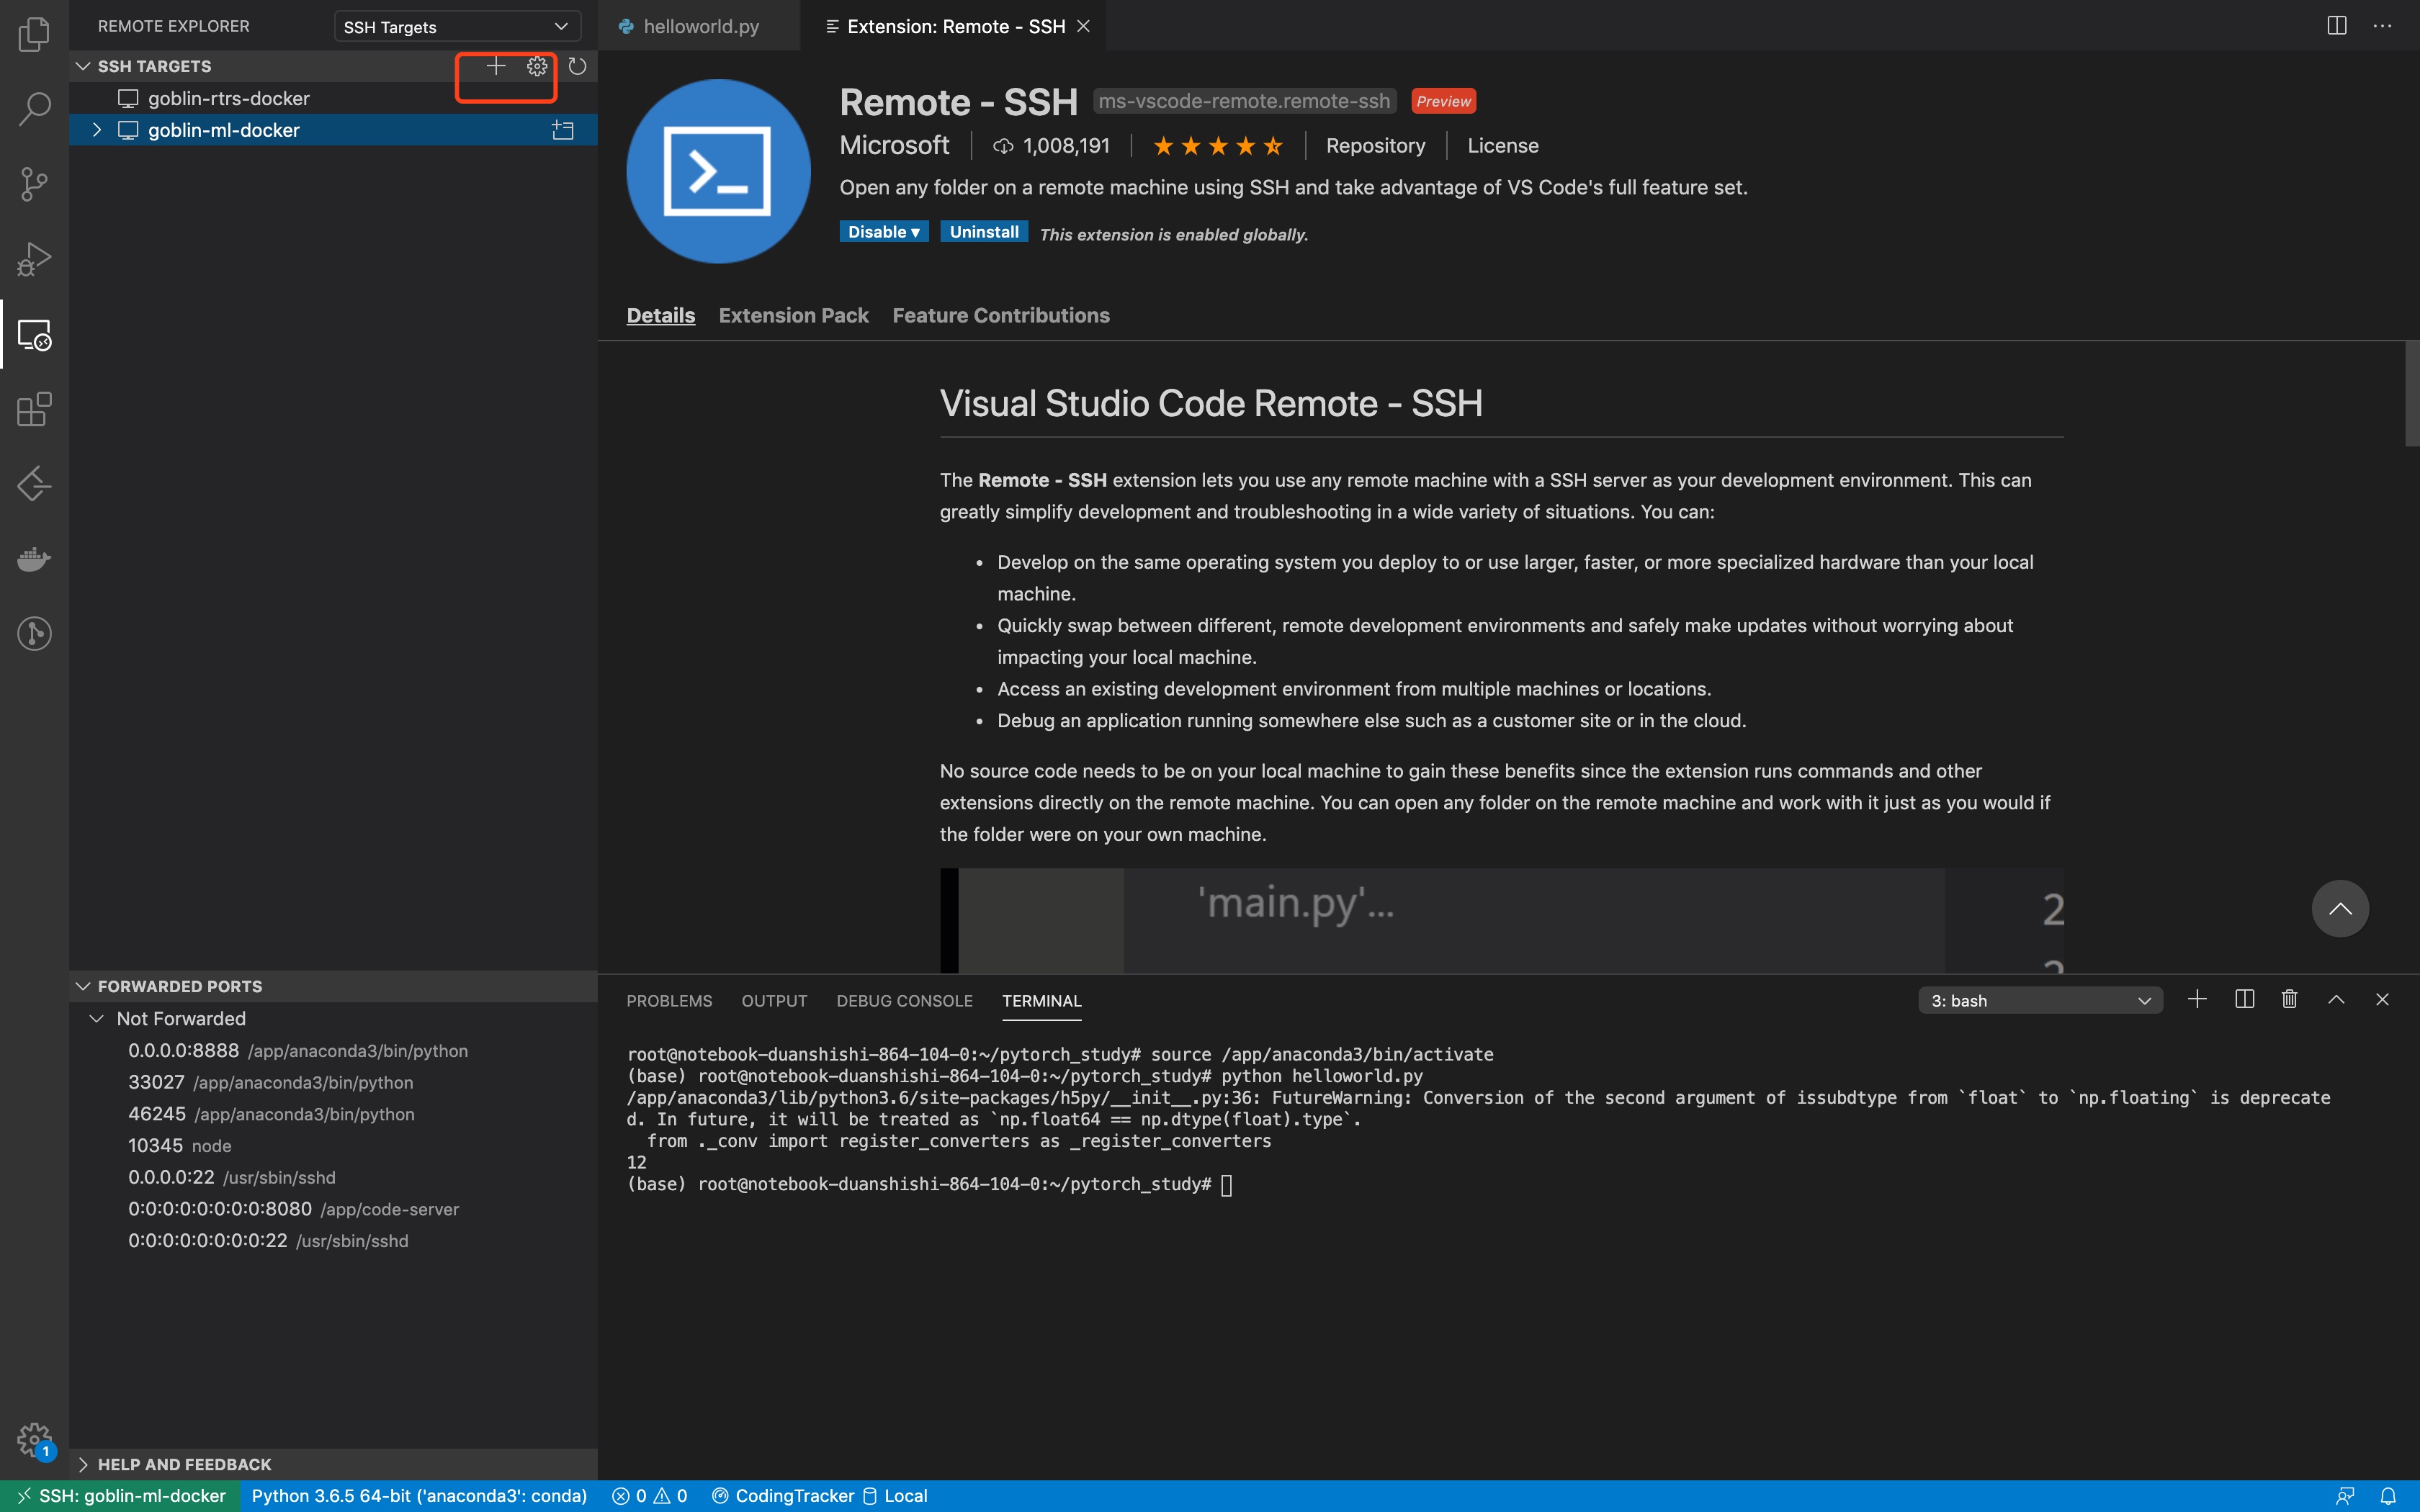 REMOTE EXPLORER
SSH Targets
SSH TARGETS
goblin-rtrs-docker
goblin-ml-docker
helloworld.py
Extension: Remote - SSH
Remote - SSH ms-vscode-remote.remote-ssh Preview
Microsoft 1,008,191 Repository License
Open any folder on a remote machine using SSH and take advantage of VS Code's full feature set.
Disable ▾ Uninstall This extension is enabled globally.
Details Extension Pack Feature Contributions
Visual Studio Code Remote - SSH
The Remote - SSH extension lets you use any remote machine with a SSH server as your development environment. This can
greatly simplify development and troubleshooting in a wide variety of situations. You can:
• Develop on the same operating system you deploy to or use larger, faster, or more specialized hardware than your local
machine.
• Quickly swap between different, remote development environments and safely make updates without worrying about
impacting your local machine.
• Access an existing development environment from multiple machines or locations.
• Debug an application running somewhere else such as a customer site or in the cloud.
No source code needs to be on your local machine to gain these benefits since the extension runs commands and other
extensions directly on the remote machine. You can open any folder on the remote machine and work with it just as you would if
the folder were on your own machine.
'main.py'... 2
FORWARDED PORTS
Not Forwarded
0.0.0.0:8888 /app/anaconda3/bin/python
33027 /app/anaconda3/bin/python
46245 /app/anaconda3/bin/python
10345 node
0.0.0.0:22 /usr/sbin/sshd
0:0:0:0:0:0:0:0:8080 /app/code-server
0:0:0:0:0:0:0:0:22 /usr/sbin/sshd
HELP AND FEEDBACK
PROBLEMS OUTPUT DEBUG CONSOLE TERMINAL
3: bash
root@notebook-duanshishi-864-104-0:~/pytorch_study# source /app/anaconda3/bin/activate
(base) root@notebook-duanshishi-864-104-0:~/pytorch_study# python helloworld.py
/app/anaconda3/lib/python3.6/site-packages/h5py/__init__.py:36: FutureWarning: Conversion of the second argument of issubdtype from `float` to `np.floating` is deprecate
d. In future, it will be treated as `np.float64 == np.dtype(float).type`.
from ._conv import register_converters as _register_converters
12
(base) root@notebook-duanshishi-864-104-0:~/pytorch_study#
1
SSH: goblin-ml-docker Python 3.6.5 64-bit ('anaconda3': conda) 0 0 CodingTracker Local